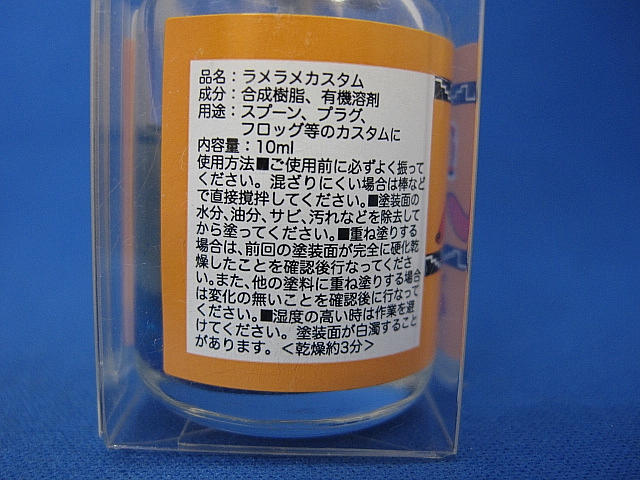 品名：ラメラメカスタム
成分：合成樹脂、有機溶剤
用途：スプーン、プラグ、
フロッグ等のカスタムに
内容量：10ml
使用方法■ご使用前に必ずよく振って
ください。混ざりにくい場合は棒など
で直接撹拌してください。■塗装面の
水分、油分、サビ、汚れなどを除去して
から塗ってください。■重ね塗りする
場合は、前回の塗装面が完全に硬化乾
燥したことを確認後行なってくださ
い。また、他の塗料に重ね塗りする場合
は変化の無いことを確認後に行なって
ください。■湿度の高い時は作業を避
けてください。塗装面が白濁すること
があります。＜乾燥約3分＞